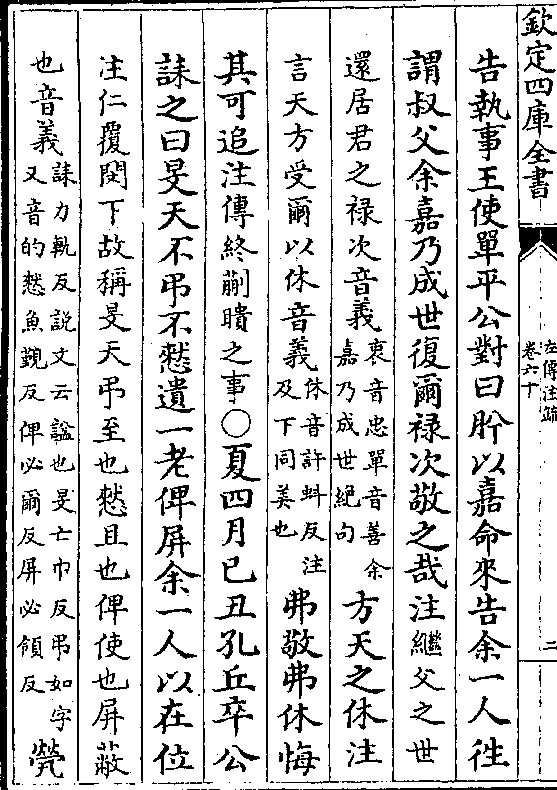 欽定四庫全書
左傳注疏
卷六十
二
告執事王使單平公對曰肸以嘉命來告余一人往
謂叔父余嘉乃成世復爾祿次敬之哉注繼父之世
還居君之祿次音義衷音忠單音善余
嘉乃成世絕句
方天之休注
言天方受爾以休音義休音許蚪反注
及下同美也
弗敬弗休悔
其可追注傳終蒯聵之事〇夏四月己丑孔丘卒公
誄之曰旻天不弔不憖遺一老俾屏余一人以在位
注仁覆閔下故稱旻天弔至也憖且也俾使也屏蔽
也音義誄力軌反說文云諡也旻亡巾反弔如字
又音的憖魚覲反俾必爾反屏必領反
煢